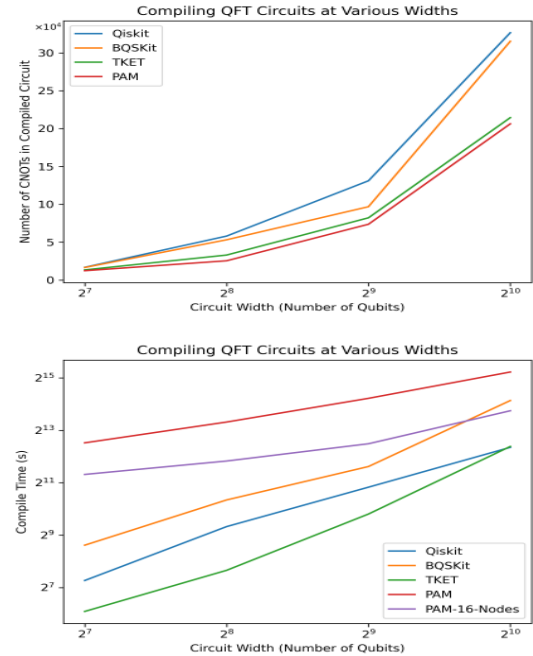 Compiling QFT Circuits at Various Widths
×10⁴
Number of CNOTs in Compiled Circuit
30
25
20
15
10
5
0
Qiskit
BQSKit
TKET
PAM
2⁷ 2⁸ 2⁹ 2¹⁰
Circuit Width (Number of Qubits)
Compiling QFT Circuits at Various Widths
Compile Time (s)
2¹⁵
2¹³
2¹¹
2⁹
2⁷
Qiskit
BQSKit
TKET
PAM
PAM-16-Nodes
2⁷ 2⁸ 2⁹ 2¹⁰
Circuit Width (Number of Qubits)